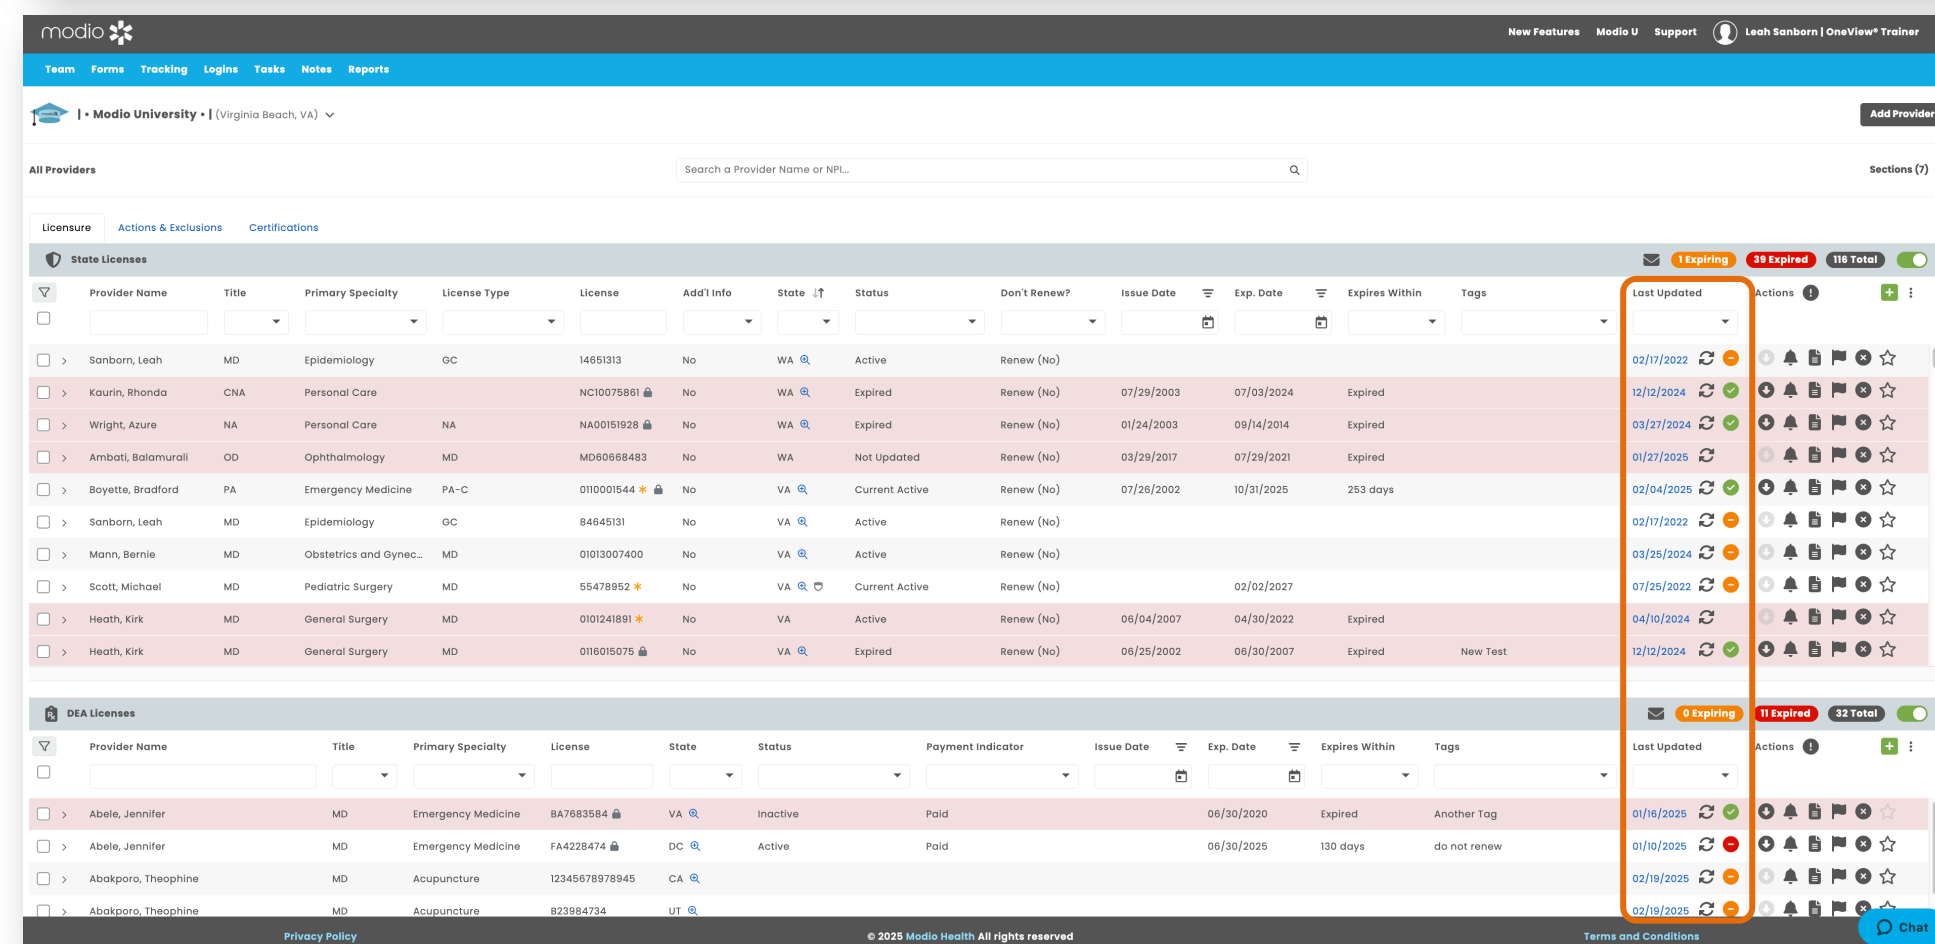 modio New Features Modio U Support Leah Sanborn | OneView® Trainer
Team Forms Tracking Logins Tasks Notes Reports
| • Modio University • | (Virginia Beach, VA) Add Provider
All Providers Search a Provider Name or NPI... Sections (7)
Licensure Actions & Exclusions Certifications
State Licenses 1 Expiring 39 Expired 116 Total
Provider Name Title Primary Specialty License Type License Add'l Info State Status Don't Renew? Issue Date Exp. Date Expires Within Tags Last Updated Actions
Sanborn, Leah MD Epidemiology GC 14651313 No WA Active Renew (No) 02/17/2022
Kaurin, Rhonda CNA Personal Care NC10075861 No WA Expired Renew (No) 07/29/2003 07/03/2024 Expired 12/12/2024
Wright, Azure NA Personal Care NA NA00151928 No WA Expired Renew (No) 01/24/2003 09/14/2014 Expired 03/27/2024
Ambati, Balamurali OD Ophthalmology MD MD60668483 No WA Not Updated Renew (No) 03/29/2017 07/29/2021 Expired 01/27/2025
Boyette, Bradford PA Emergency Medicine PA-C 0110001544 * No VA Current Active Renew (No) 07/26/2002 10/31/2025 253 days 02/04/2025
Sanborn, Leah MD Epidemiology GC 84645131 No VA Active Renew (No) 02/17/2022
Mann, Bernie MD Obstetrics and Gynec... MD 01013007400 No VA Active Renew (No) 03/25/2024
Scott, Michael MD Pediatric Surgery MD 55478952 * No VA Current Active Renew (No) 02/02/2027 07/25/2022
Heath, Kirk MD General Surgery MD 0101241891 * No VA Active Renew (No) 06/04/2007 04/30/2022 Expired 04/10/2024
Heath, Kirk MD General Surgery MD 0116015075 No VA Expired Renew (No) 06/25/2002 06/30/2007 Expired New Test 12/12/2024
DEA Licenses 0 Expiring 11 Expired 32 Total
Provider Name Title Primary Specialty License State Status Payment Indicator Issue Date Exp. Date Expires Within Tags Last Updated Actions
Abele, Jennifer MD Emergency Medicine BA7683584 VA Inactive Paid 06/30/2020 Expired Another Tag 01/16/2025
Abele, Jennifer MD Emergency Medicine FA4228474 DC Active Paid 06/30/2025 130 days do not renew 01/10/2025
Abakporo, Theophine MD Acupuncture 12345678978945 CA 02/19/2025
Abakporo, Theophine MD Acupuncture B23984734 UT 02/19/2025
Privacy Policy © 2025 Modio Health All rights reserved Terms and Conditions Chat